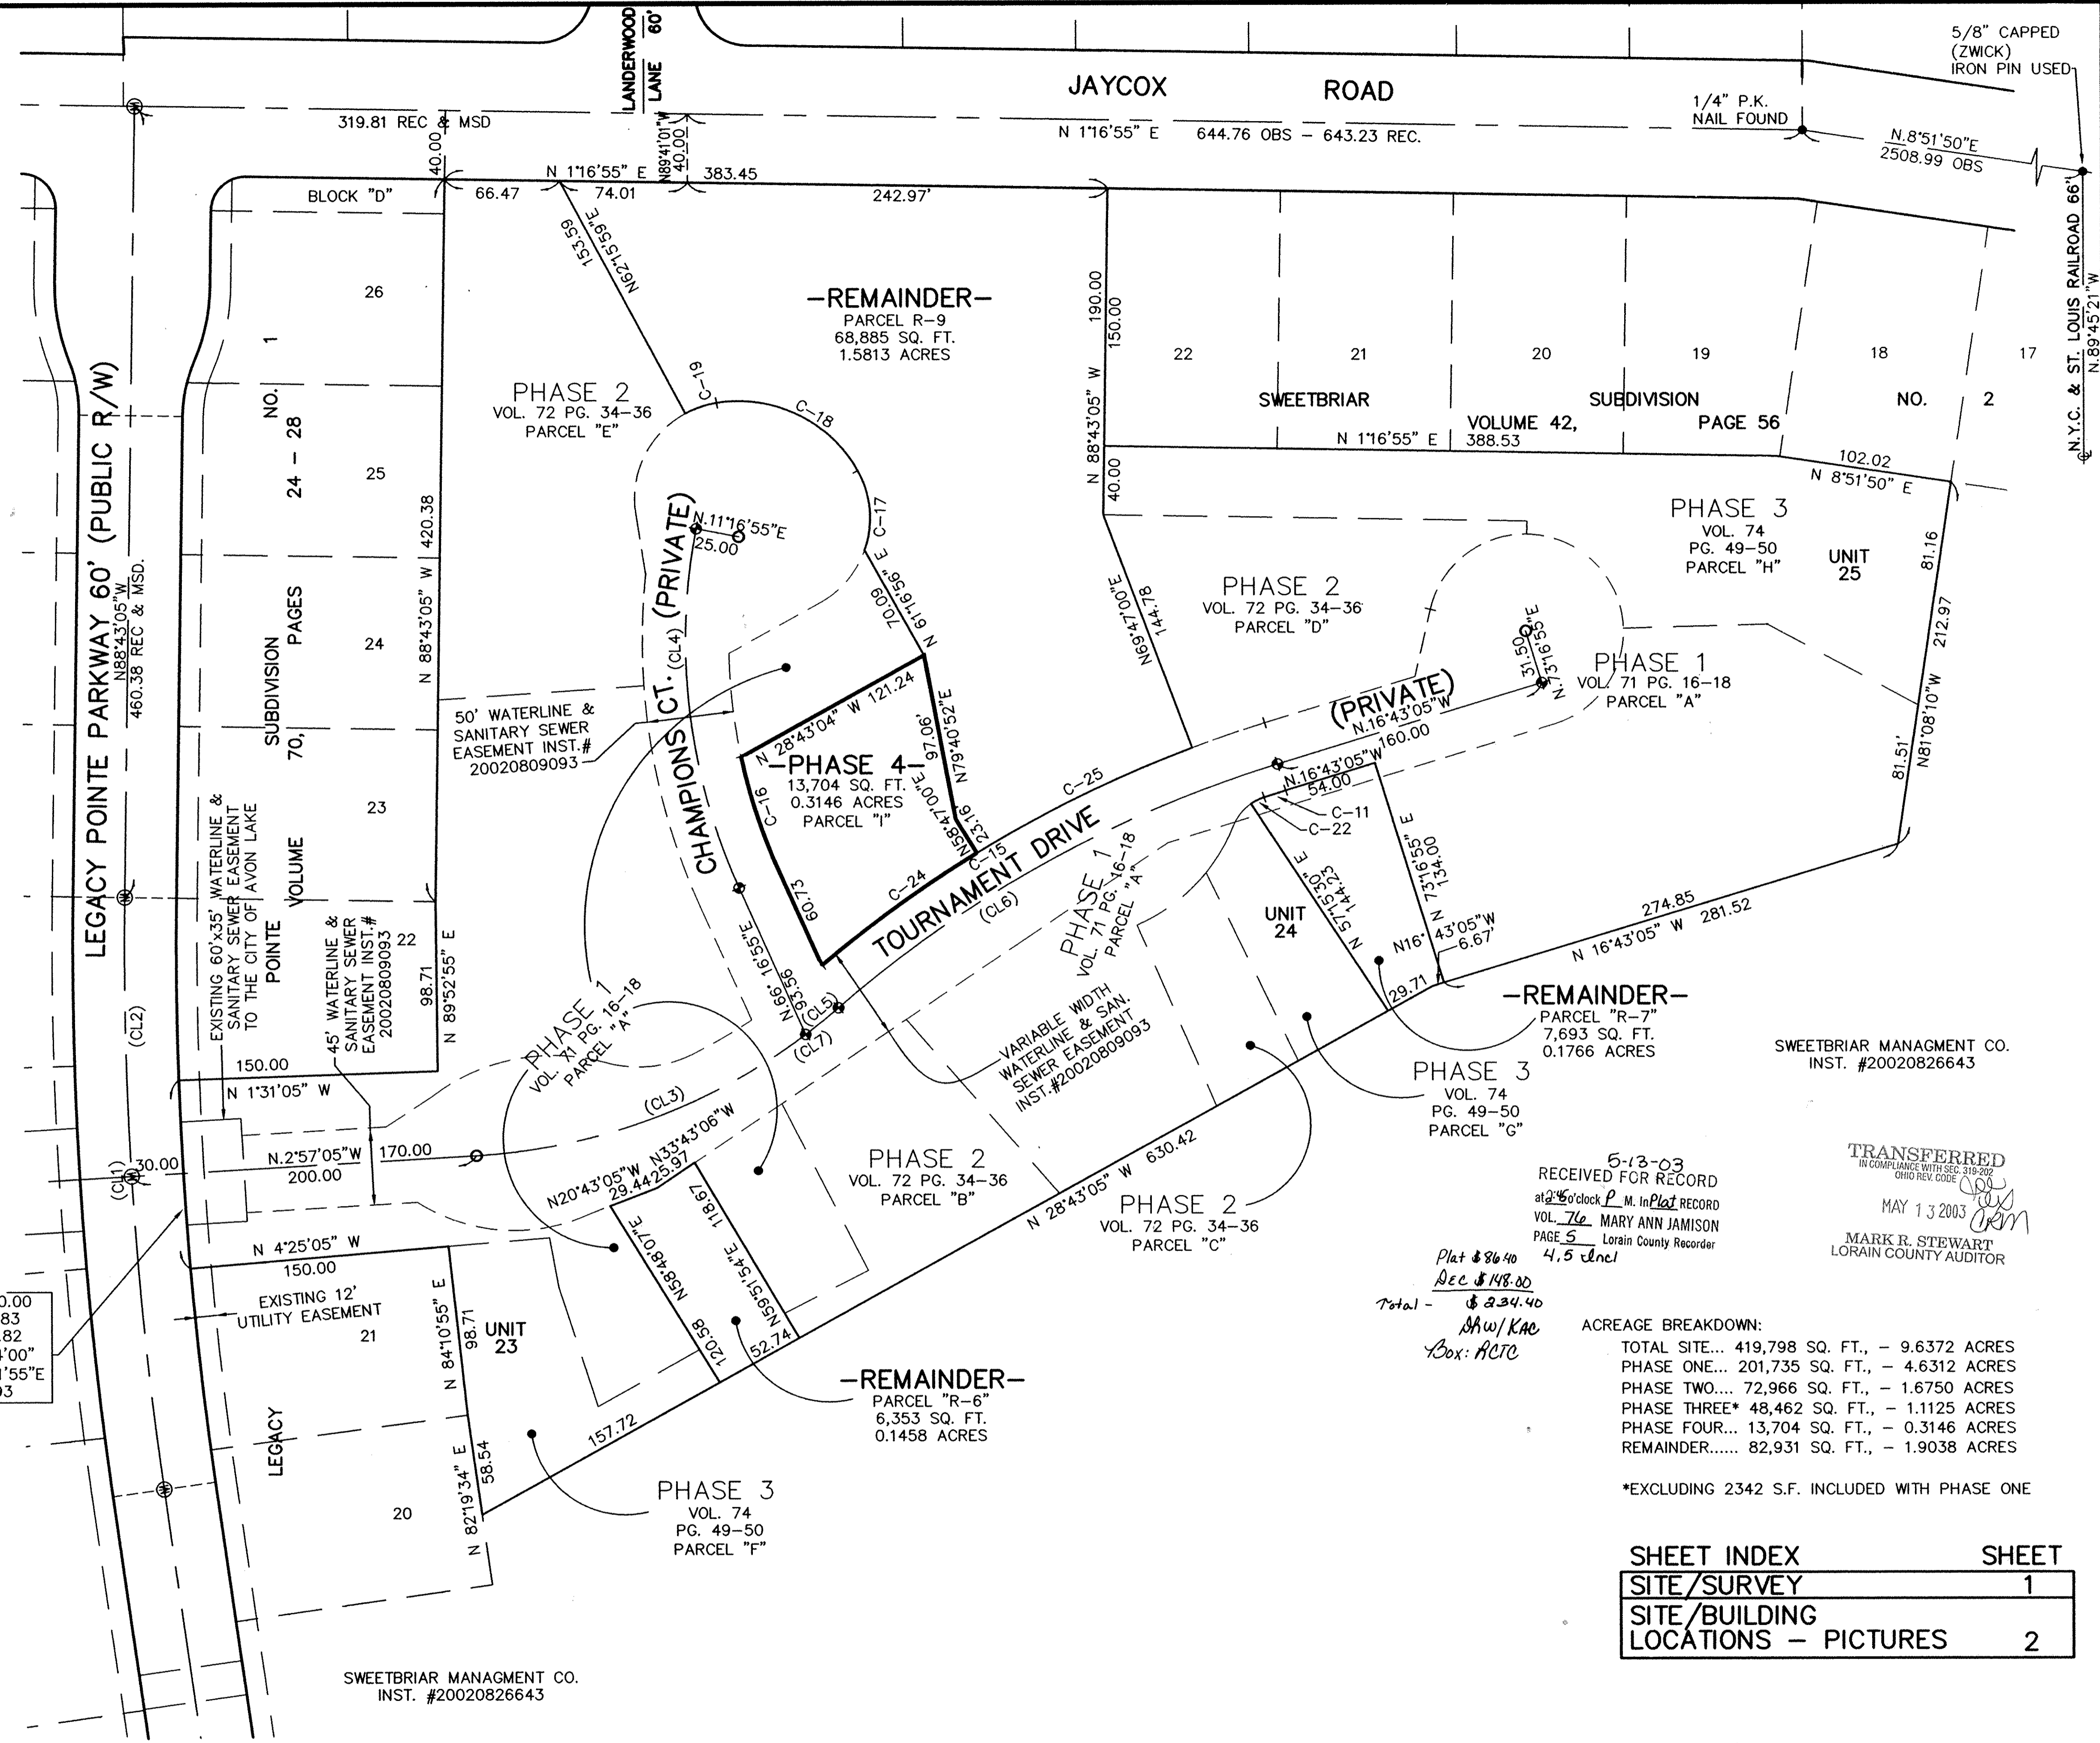 LANDERWOOD
LANE 60'
JAYCOX ROAD
5/8" CAPPED
(ZWICK)
IRON PIN USED
1/4" P.K.
NAIL FOUND
319.81 REC & MSD
N 1°16'55" E 644.76 OBS – 643.23 REC.
N.8°51'50"E
2508.99 OBS
40.00
N89°41'01"W
40.00
BLOCK "D"
66.47
N 1°16'55" E
74.01
383.45
242.97'
N.Y.C. & ST. LOUIS RAILROAD 66'
N.89°45'21"W
153.59
N62°15'59"E
–REMAINDER–
PARCEL R–9
68,885 SQ. FT.
1.5813 ACRES
190.00
150.00
N 88°43'05" W
40.00
22
21
20
19
18
17
SWEETBRIAR SUBDIVISION NO. 2
VOLUME 42, PAGE 56
N 1°16'55" E 388.53
102.02
N 8°51'50" E
26
25
24
23
22
LEGACY POINTE PARKWAY 60' (PUBLIC R/W)
N88°43'05"W
460.38 REC & MSD.
NO. 1
24 – 28
SUBDIVISION
PAGES
VOLUME 70,
POINTE
N 88°43'05" W 420.38
PHASE 2
VOL. 72 PG. 34–36
PARCEL "E"
C–19
C–18
C–17
N.11°16'55"E
25.00
CHAMPIONS CT. (CL4) (PRIVATE)
N 61°16'56" E
70.09
N69°47'00"E
144.78
PHASE 2
VOL. 72 PG. 34–36
PARCEL "D"
PHASE 3
VOL. 74
PG. 49–50
PARCEL "H"
UNIT
25
81.16
212.97
N81°08'10"W
81.51'
PHASE 1
VOL. 71 PG. 16–18
PARCEL "A"
31.50
N.73°16'55"E
(PRIVATE)
N.16°43'05"W
160.00
50' WATERLINE &
SANITARY SEWER
EASEMENT INST.#
20020809093
N 28°43'04" W 121.24
–PHASE 4–
13,704 SQ. FT.
0.3146 ACRES
PARCEL "I"
97.06'
N79°40'52"E
N58°47'00"E
23.16'
C–16
60.73
C–24
C–15
C–25
TOURNAMENT DRIVE
(CL6)
N.16°43'05"W
54.00
C–11
C–22
N 57°15'30" E
144.23
N 73°16'55" E
134.00
UNIT
24
N16°43'05"W
6.67'
29.71
274.85
N 16°43'05" W 281.52
EXISTING 60'x35' WATERLINE &
SANITARY SEWER EASEMENT
TO THE CITY OF AVON LAKE
45' WATERLINE &
SANITARY SEWER
EASEMENT INST.#
20020809093
98.71
N 89°52'55" E
N.66°16'55"E
93.56
(CL5)
(CL7)
(CL2)
PHASE 1
VOL. 71 PG. 16–18
PARCEL "A"
PHASE 1
VOL. 71 PG. 16–18
PARCEL "A"
VARIABLE WIDTH
WATERLINE & SAN.
SEWER EASEMENT
INST.#20020809093
–REMAINDER–
PARCEL "R–7"
7,693 SQ. FT.
0.1766 ACRES
SWEETBRIAR MANAGMENT CO.
INST. #20020826643
150.00
N 1°31'05" W
(CL3)
(CL1)
30.00
N.2°57'05"W 170.00
200.00
N20°43'05"W
29.44
N33°43'06"W
25.97
PHASE 3
VOL. 74
PG. 49–50
PARCEL "G"
PHASE 2
VOL. 72 PG. 34–36
PARCEL "B"
N 28°43'05" W 630.42
PHASE 2
VOL. 72 PG. 34–36
PARCEL "C"
N58°48'07"E
120.58
118.67
N59°51'54"E
52.74
N 4°25'05" W
150.00
EXISTING 12'
UTILITY EASEMENT
21
N 84°10'55" E
98.71
UNIT
23
0.00
83
.82
'00"
'55"E
93
–REMAINDER–
PARCEL "R–6"
6,353 SQ. FT.
0.1458 ACRES
157.72
LEGACY
20
N 82°19'34" E
58.54
PHASE 3
VOL. 74
PG. 49–50
PARCEL "F"
SWEETBRIAR MANAGMENT CO.
INST. #20020826643
5-13-03
RECEIVED FOR RECORD
at 2:45 o'clock P M. In Plat RECORD
VOL. 76 MARY ANN JAMISON
PAGE 5 Lorain County Recorder
4,5 Incl
Plat $86.40
Dec $148.00
Total - $234.40
DRW/KAC
Box: RCTC
TRANSFERRED
IN COMPLIANCE WITH SEC. 319-202
OHIO REV. CODE
MAY 13 2003
MARK R. STEWART
LORAIN COUNTY AUDITOR
ACREAGE BREAKDOWN:
TOTAL SITE... 419,798 SQ. FT., – 9.6372 ACRES
PHASE ONE... 201,735 SQ. FT., – 4.6312 ACRES
PHASE TWO.... 72,966 SQ. FT., – 1.6750 ACRES
PHASE THREE* 48,462 SQ. FT., – 1.1125 ACRES
PHASE FOUR... 13,704 SQ. FT., – 0.3146 ACRES
REMAINDER...... 82,931 SQ. FT., – 1.9038 ACRES
*EXCLUDING 2342 S.F. INCLUDED WITH PHASE ONE
SHEET INDEX SHEET
SITE/SURVEY 1
SITE/BUILDING
LOCATIONS – PICTURES 2